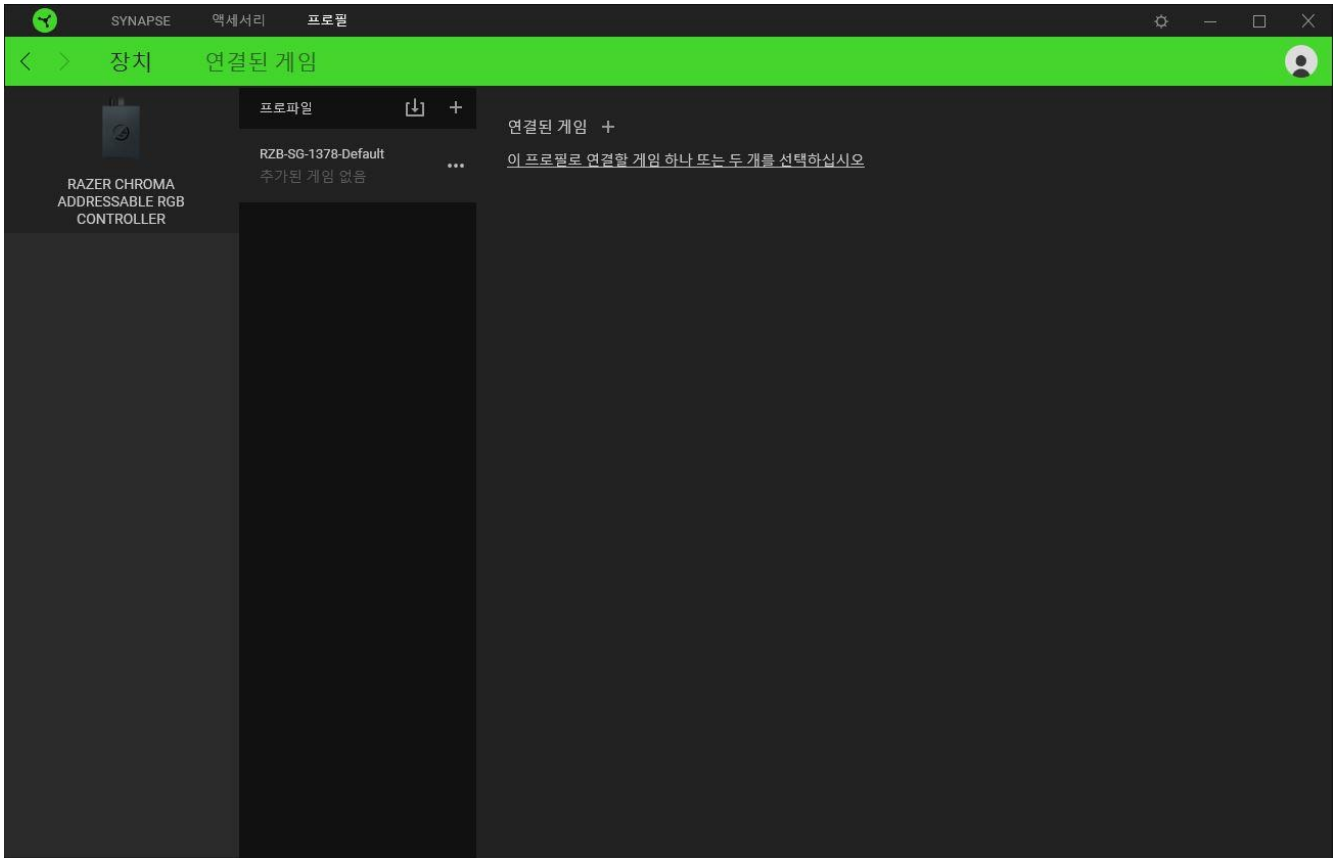 SYNAPSE 액세서리 프로필
장치 연결된 게임
RAZER CHROMA
ADDRESSABLE RGB
CONTROLLER
프로파일
RZB-SG-1378-Default
추가된 게임 없음
연결된 게임
이 프로필로 연결할 게임 하나 또는 두 개를 선택하십시오